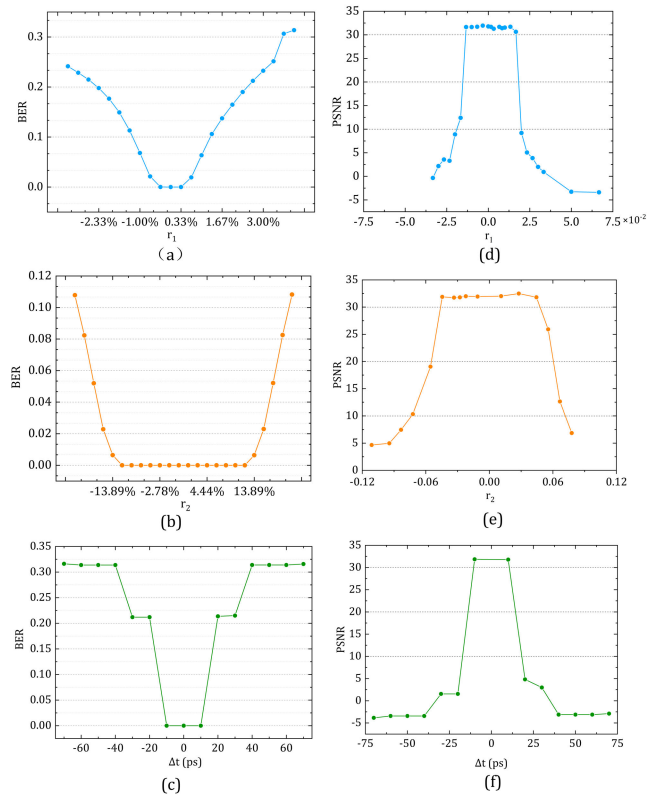 0.3
0.2
0.1
0.0
BER
-2.33% -1.00% 0.33% 1.67% 3.00%
r1
（a）
35
30
25
20
15
10
5
0
-5
PSNR
-7.5 -5.0 -2.5 0.0 2.5 5.0 7.5 ×10⁻²
r1
(d)
0.12
0.10
0.08
0.06
0.04
0.02
0.00
BER
-13.89% -2.78% 4.44% 13.89%
r2
(b)
35
30
25
20
15
10
5
0
PSNR
-0.12 -0.06 0.00 0.06 0.12
r2
(e)
0.35
0.30
0.25
0.20
0.15
0.10
0.05
0.00
BER
-60 -40 -20 0 20 40 60
Δt (ps)
(c)
35
30
25
20
15
10
5
0
-5
PSNR
-75 -50 -25 0 25 50 75
Δt (ps)
(f)